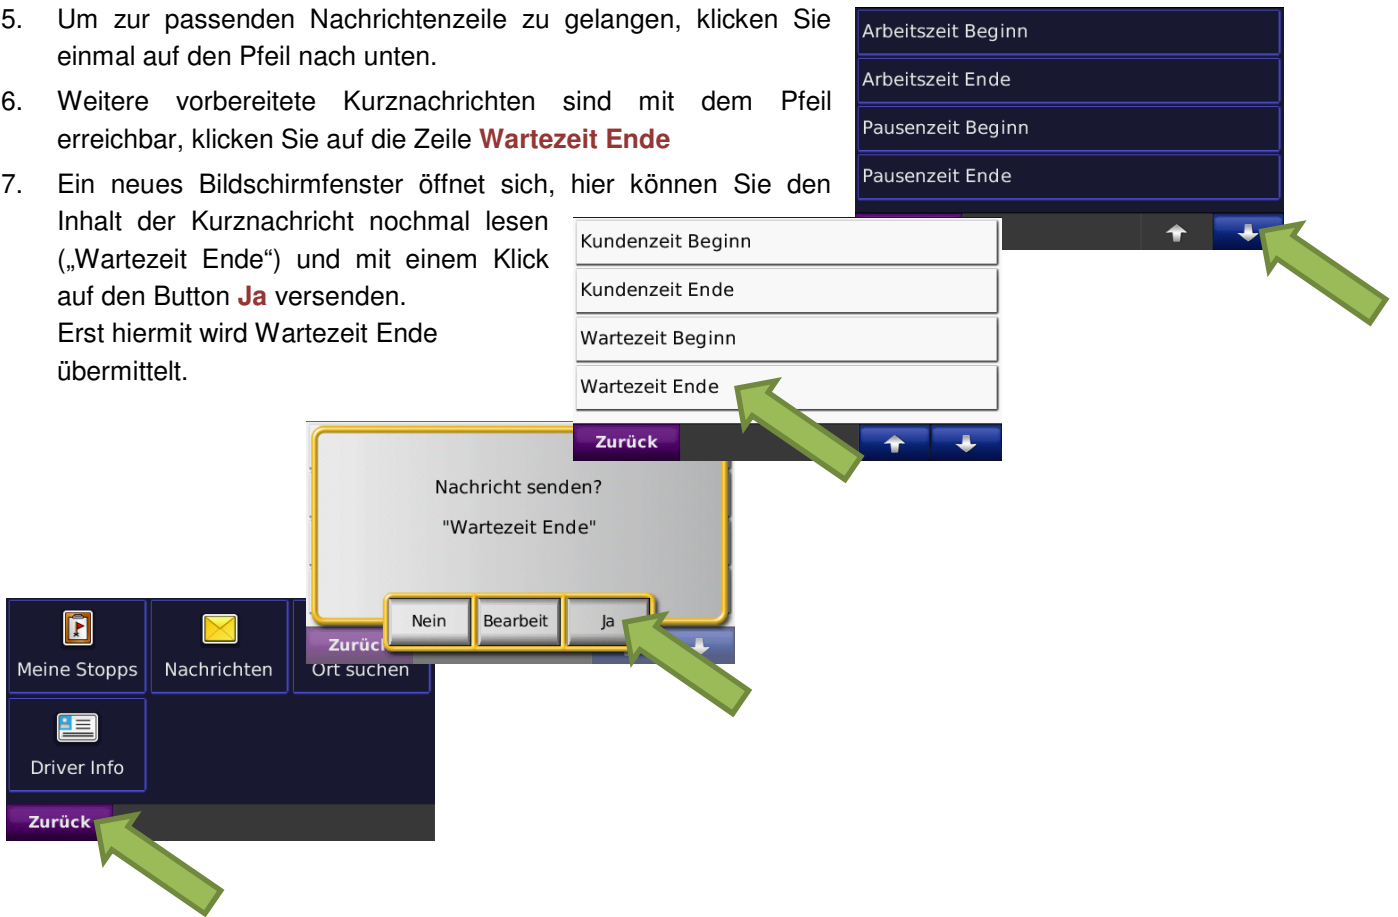 5. Um zur passenden Nachrichtenzeile zu gelangen, klicken Sie
einmal auf den Pfeil nach unten.
6. Weitere vorbereitete Kurznachrichten sind mit dem Pfeil
erreichbar, klicken Sie auf die Zeile Wartezeit Ende
7. Ein neues Bildschirmfenster öffnet sich, hier können Sie den
Inhalt der Kurznachricht nochmal lesen
(„Wartezeit Ende“) und mit einem Klick
auf den Button Ja versenden.
Erst hiermit wird Wartezeit Ende
übermittelt.
Arbeitszeit Beginn
Arbeitszeit Ende
Pausenzeit Beginn
Pausenzeit Ende
Kundenzeit Beginn
Kundenzeit Ende
Wartezeit Beginn
Wartezeit Ende
Zurück
Nachricht senden?
"Wartezeit Ende"
Nein Bearbeit Ja
Zurüc
Meine Stopps Nachrichten Ort suchen
Driver Info
Zurück